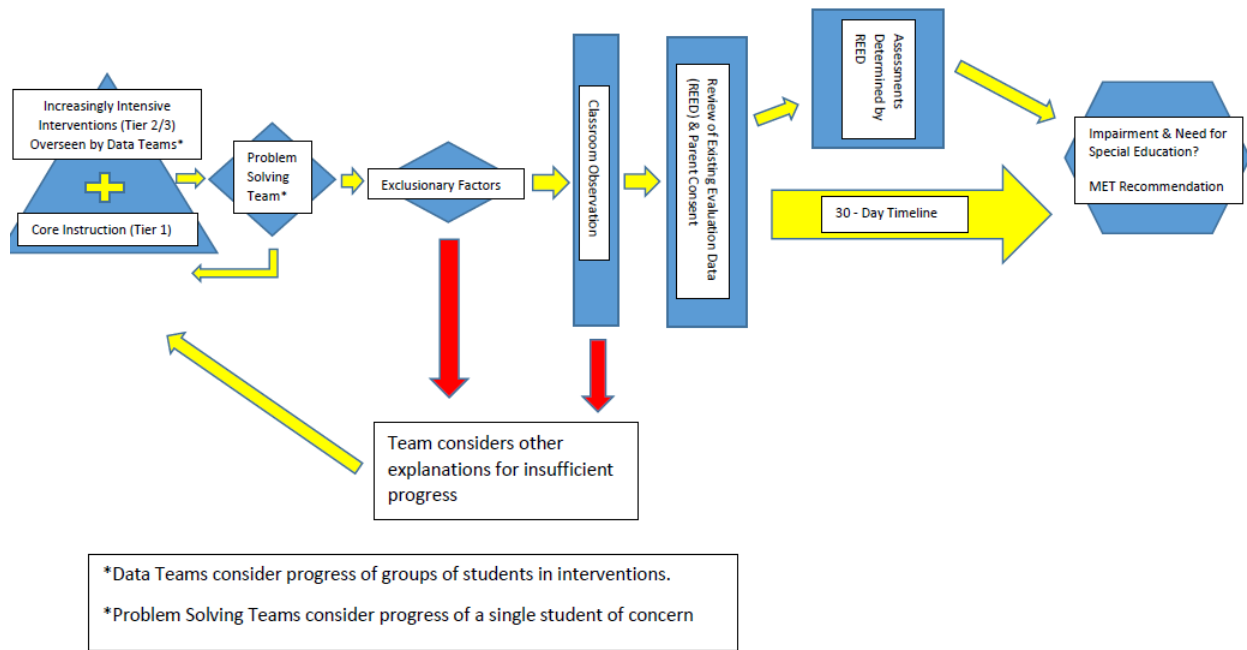 Increasingly Intensive
Interventions (Tier 2/3)
Overseen by Data Teams*
Core Instruction (Tier 1)
Problem
Solving
Team*
Exclusionary Factors
Classroom Observation
Review of Existing Evaluation Data
(REED) & Parent Consent
Assessments
Determined by
REED
30 - Day Timeline
Impairment & Need for
Special Education?
MET Recommendation
Team considers other
explanations for insufficient
progress
*Data Teams consider progress of groups of students in interventions.
*Problem Solving Teams consider progress of a single student of concern